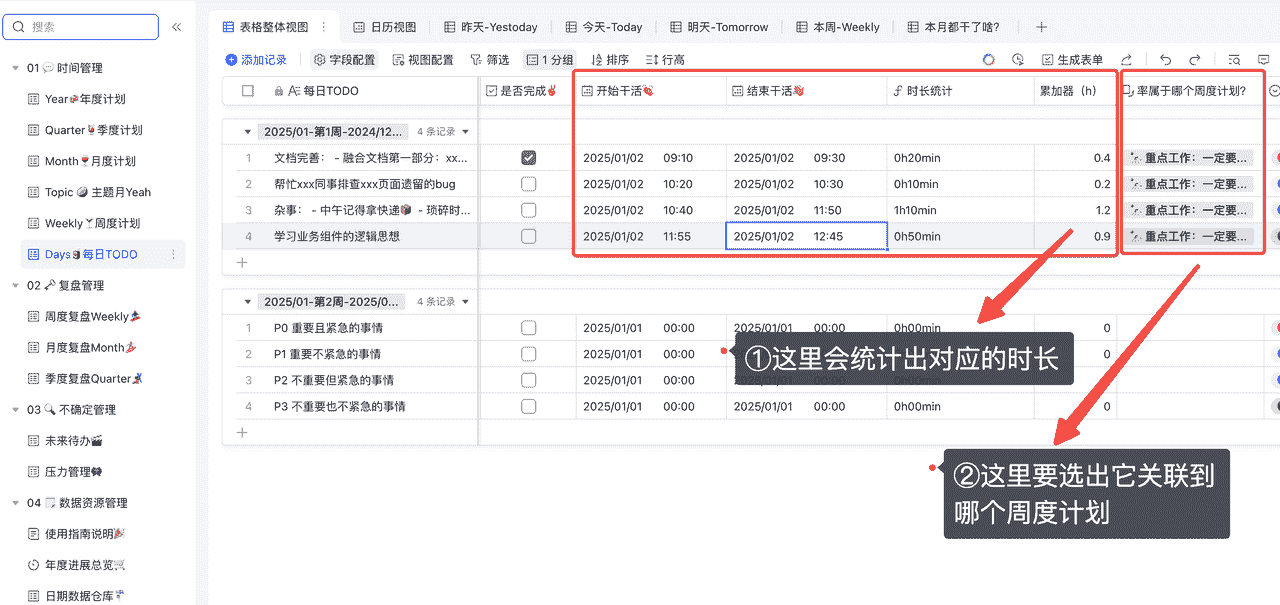 搜索
01 💬 时间管理
Year年度计划
Quarter季度计划
Month🍷月度计划
Topic 主题月Yeah
Weekly🍸周度计划
Days每日TODO
02 🗝 复盘管理
周度复盘Weekly
月度复盘Month
季度复盘Quarter
03 🔍 不确定管理
未来待办
压力管理
04 数据资源管理
使用指南说明🎉
年度进展总览
日期数据仓库
表格整体视图
日历视图
昨天-Yestoday
今天-Today
明天-Tomorrow
本周-Weekly
本月都干了啥?
添加记录
字段配置
视图配置
筛选
1 分组
排序
行高
生成表单
每日TODO
是否完成✌
开始干活
结束干活
时长统计
累加器（h）
率属于哪个周度计划?
2025/01-第1周-2024/12... 4 条记录
1 文档完善： - 融合文档第一部分：xx... 2025/01/02 09:10 2025/01/02 09:30 0h20min 0.4 重点工作：一定要...
2 帮忙xxx同事排查xxx页面遗留的bug 2025/01/02 10:20 2025/01/02 10:30 0h10min 0.2 重点工作：一定要...
3 杂事： - 中午记得拿快递📦 - 琐碎时... 2025/01/02 10:40 2025/01/02 11:50 1h10min 1.2 重点工作：一定要...
4 学习业务组件的逻辑思想 2025/01/02 11:55 2025/01/02 12:45 0h50min 0.9 重点工作：一定要...
2025/01-第2周-2025/0... 4 条记录
1 P0 重要且紧急的事情 2025/01/01 00:00 2025/01/01 00:00 0h00min 0
2 P1 重要不紧急的事情 2025/01/01 00:00 0
3 P2 不重要但紧急的事情 2025/01/01 00:00
4 P3 不重要也不紧急的事情 2025/01/01 00:00 2025/01/01 00:00 0h00min 0
①这里会统计出对应的时长
②这里要选出它关联到
哪个周度计划